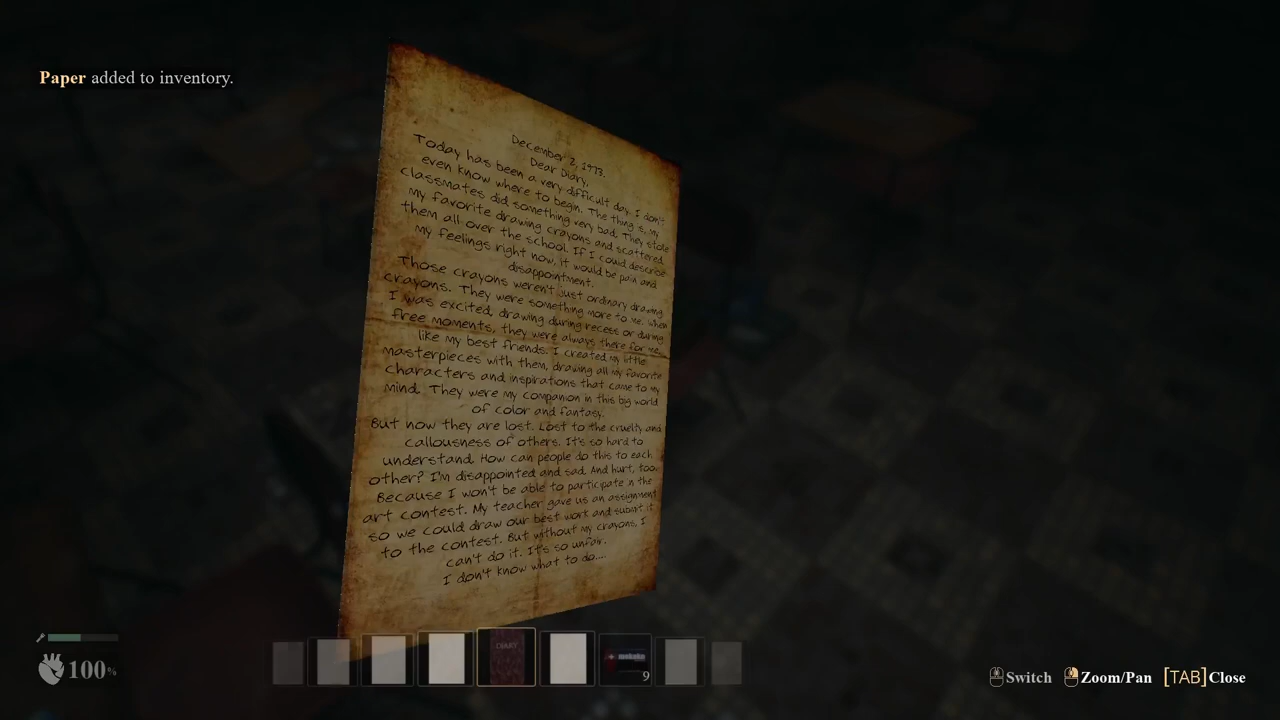 Paper added to inventory.
December 2, 1973.
Dear Diary,
Today has been a very difficult day. I don't
even know where to begin. The thing is, my
classmates did something very bad. They stole
my favorite drawing crayons and scattered
them all over the school. If I could describe
my feelings right now, it would be pain and
disappointment.
Those crayons weren't just ordinary drawing
crayons. They were something more to me. When
I was excited, drawing during recess or during
free moments, they were always there for me,
like my best friends. I created my little
masterpieces with them, drawing all my favorite
characters and inspirations that came to my
mind. They were my companion in this big world
of color and fantasy.
But now they are lost. Lost to the cruelty and
callousness of others. It's so hard to
understand. How can people do this to each
other? I'm disappointed and sad. And hurt, too.
Because I won't be able to participate in the
art contest. My teacher gave us an assignment
so we could draw our best work and submit it
to the contest. But without my crayons, I
can't do it. It's so unfair.
I don't know what to do....
DIARY
9
100%
Switch
Zoom/Pan
[TAB] Close